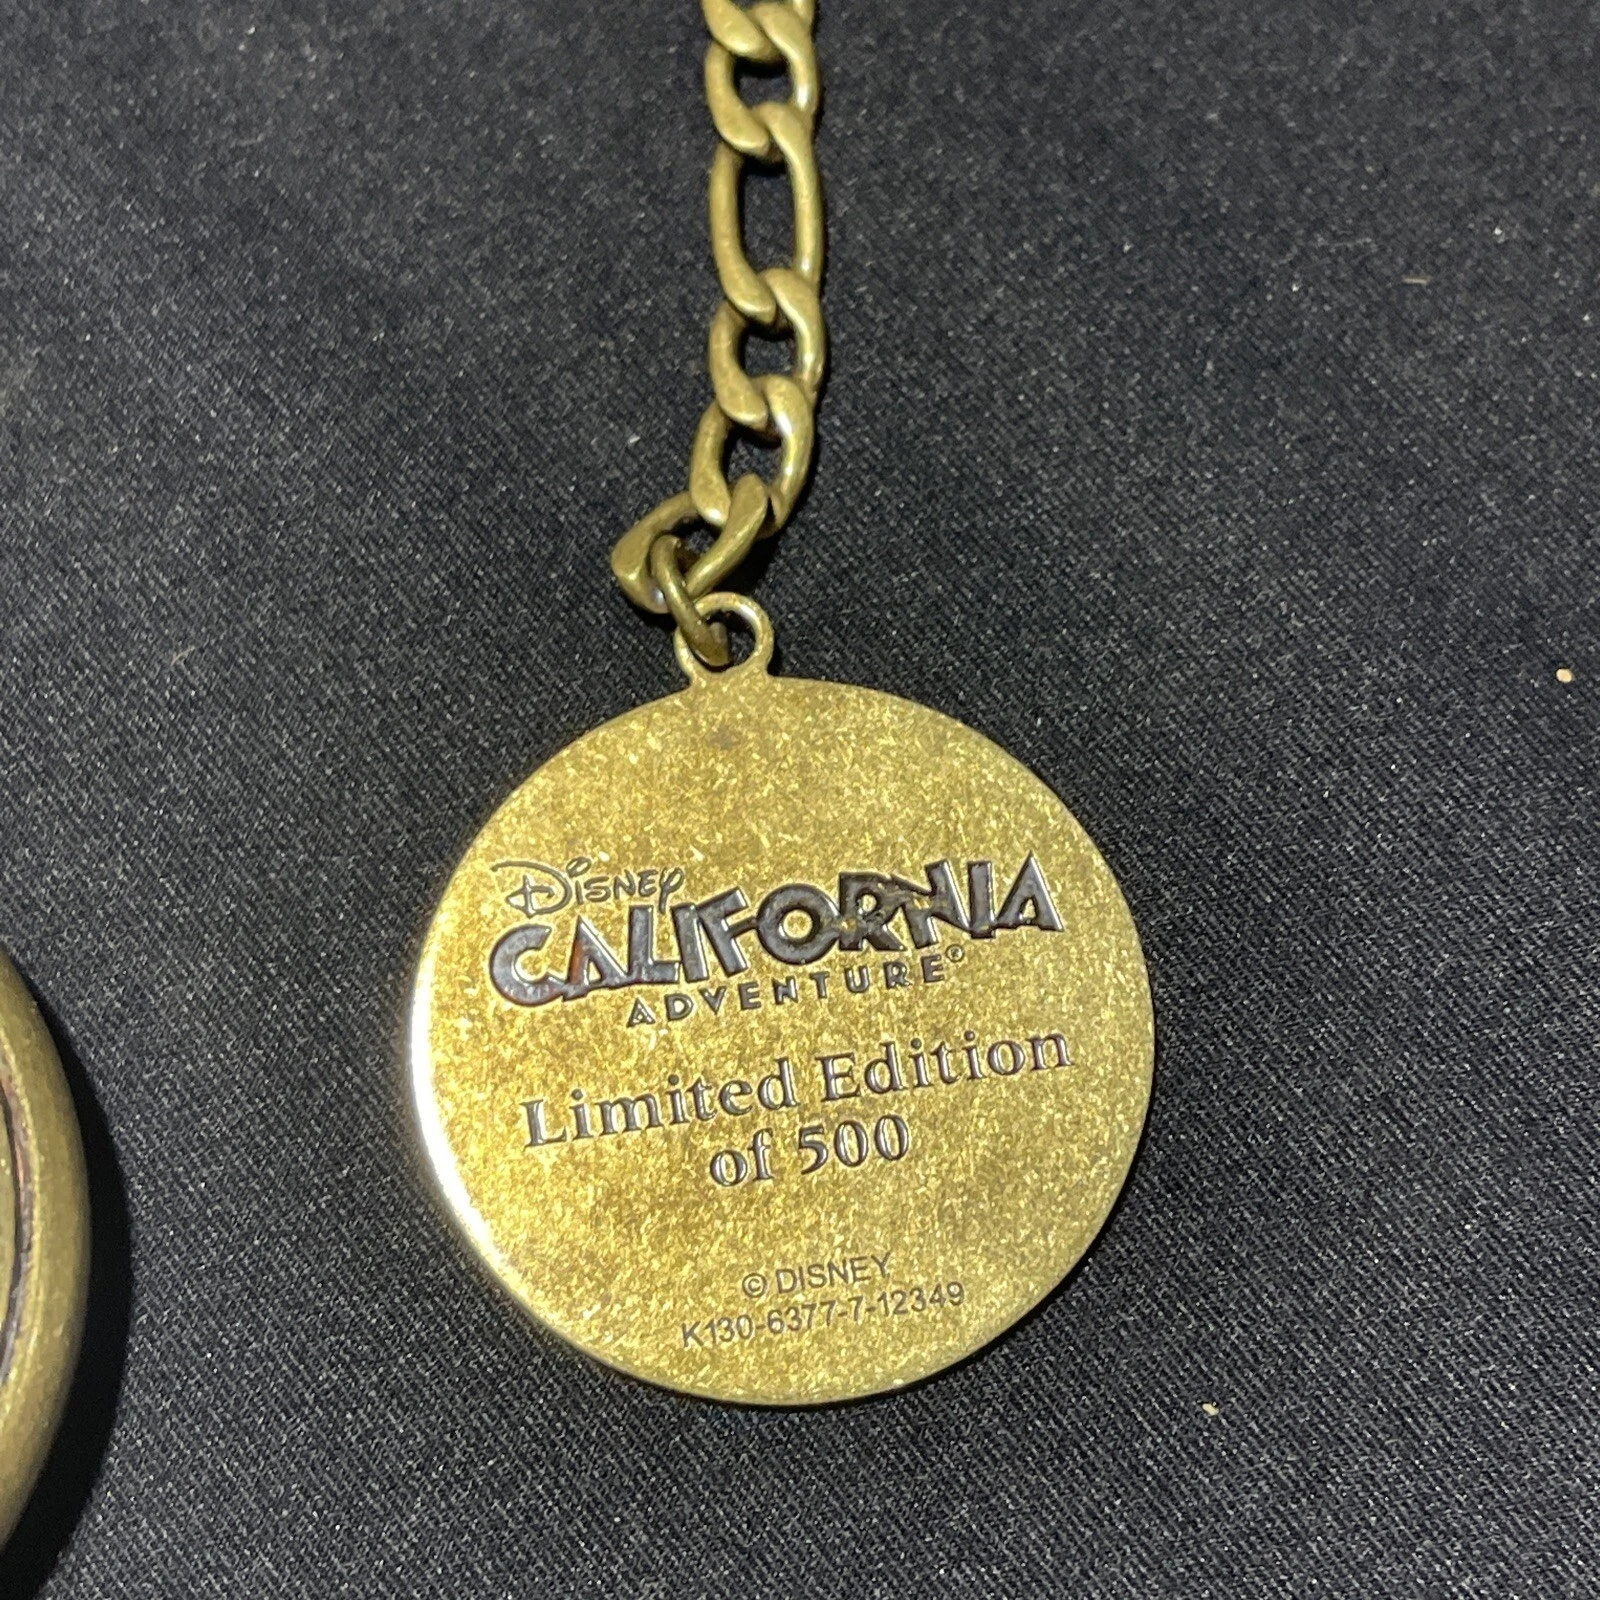 Disney
CALIFORNIA
ADVENTURE®
Limited Edition
of 500
© DISNEY
K130-6377-7-12349